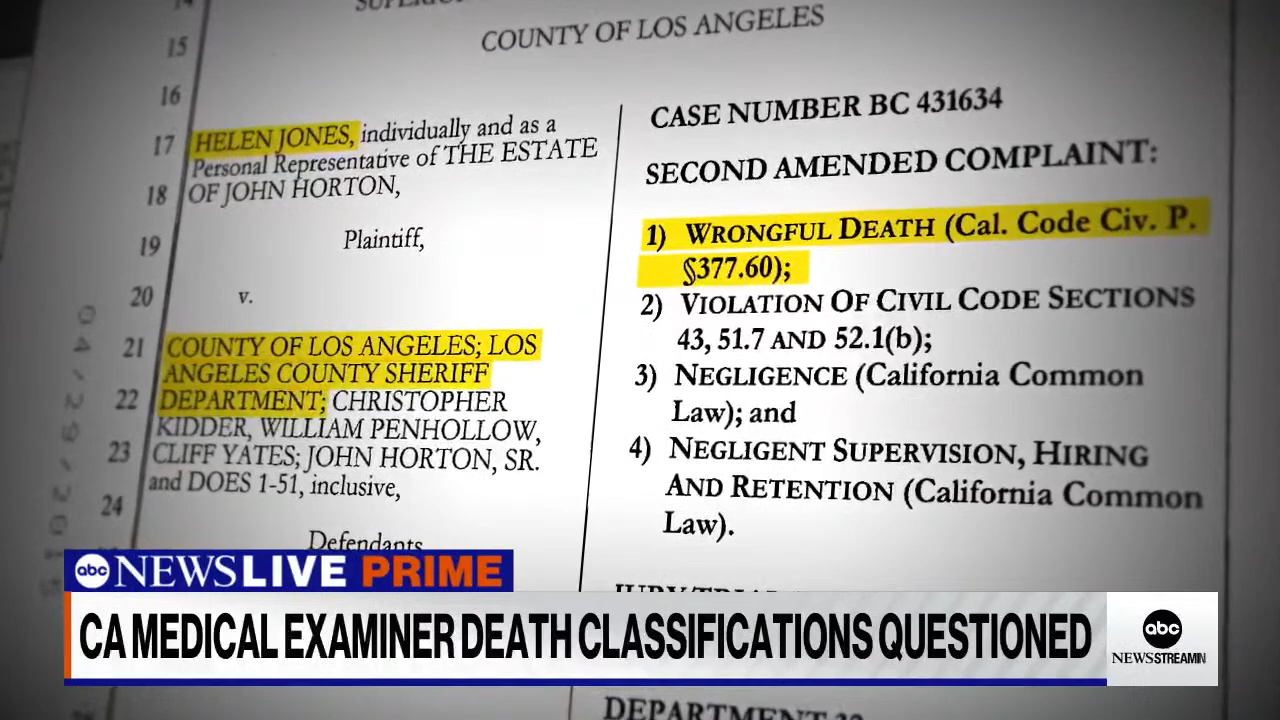 COUNTY OF LOS ANGELES
15
16
17
18
19
20
21
22
23
24
HELEN JONES, individually and as a
Personal Representative of THE ESTATE
OF JOHN HORTON,
Plaintiff,
v.
COUNTY OF LOS ANGELES; LOS
ANGELES COUNTY SHERIFF
DEPARTMENT; CHRISTOPHER
KIDDER, WILLIAM PENHOLLOW,
CLIFF YATES; JOHN HORTON, SR.
and DOES 1-51, inclusive,
Defendants
CASE NUMBER BC 431634
SECOND AMENDED COMPLAINT:
1) WRONGFUL DEATH (Cal. Code Civ. P.
§377.60);
2) VIOLATION OF CIVIL CODE SECTIONS
43, 51.7 AND 52.1(b);
3) NEGLIGENCE (California Common
Law); and
4) NEGLIGENT SUPERVISION, HIRING
AND RETENTION (California Common
Law).
abc NEWS LIVE PRIME
CA MEDICAL EXAMINER DEATH CLASSIFICATIONS QUESTIONED
abc
NEWS STREAMIN
DEPARTMENT